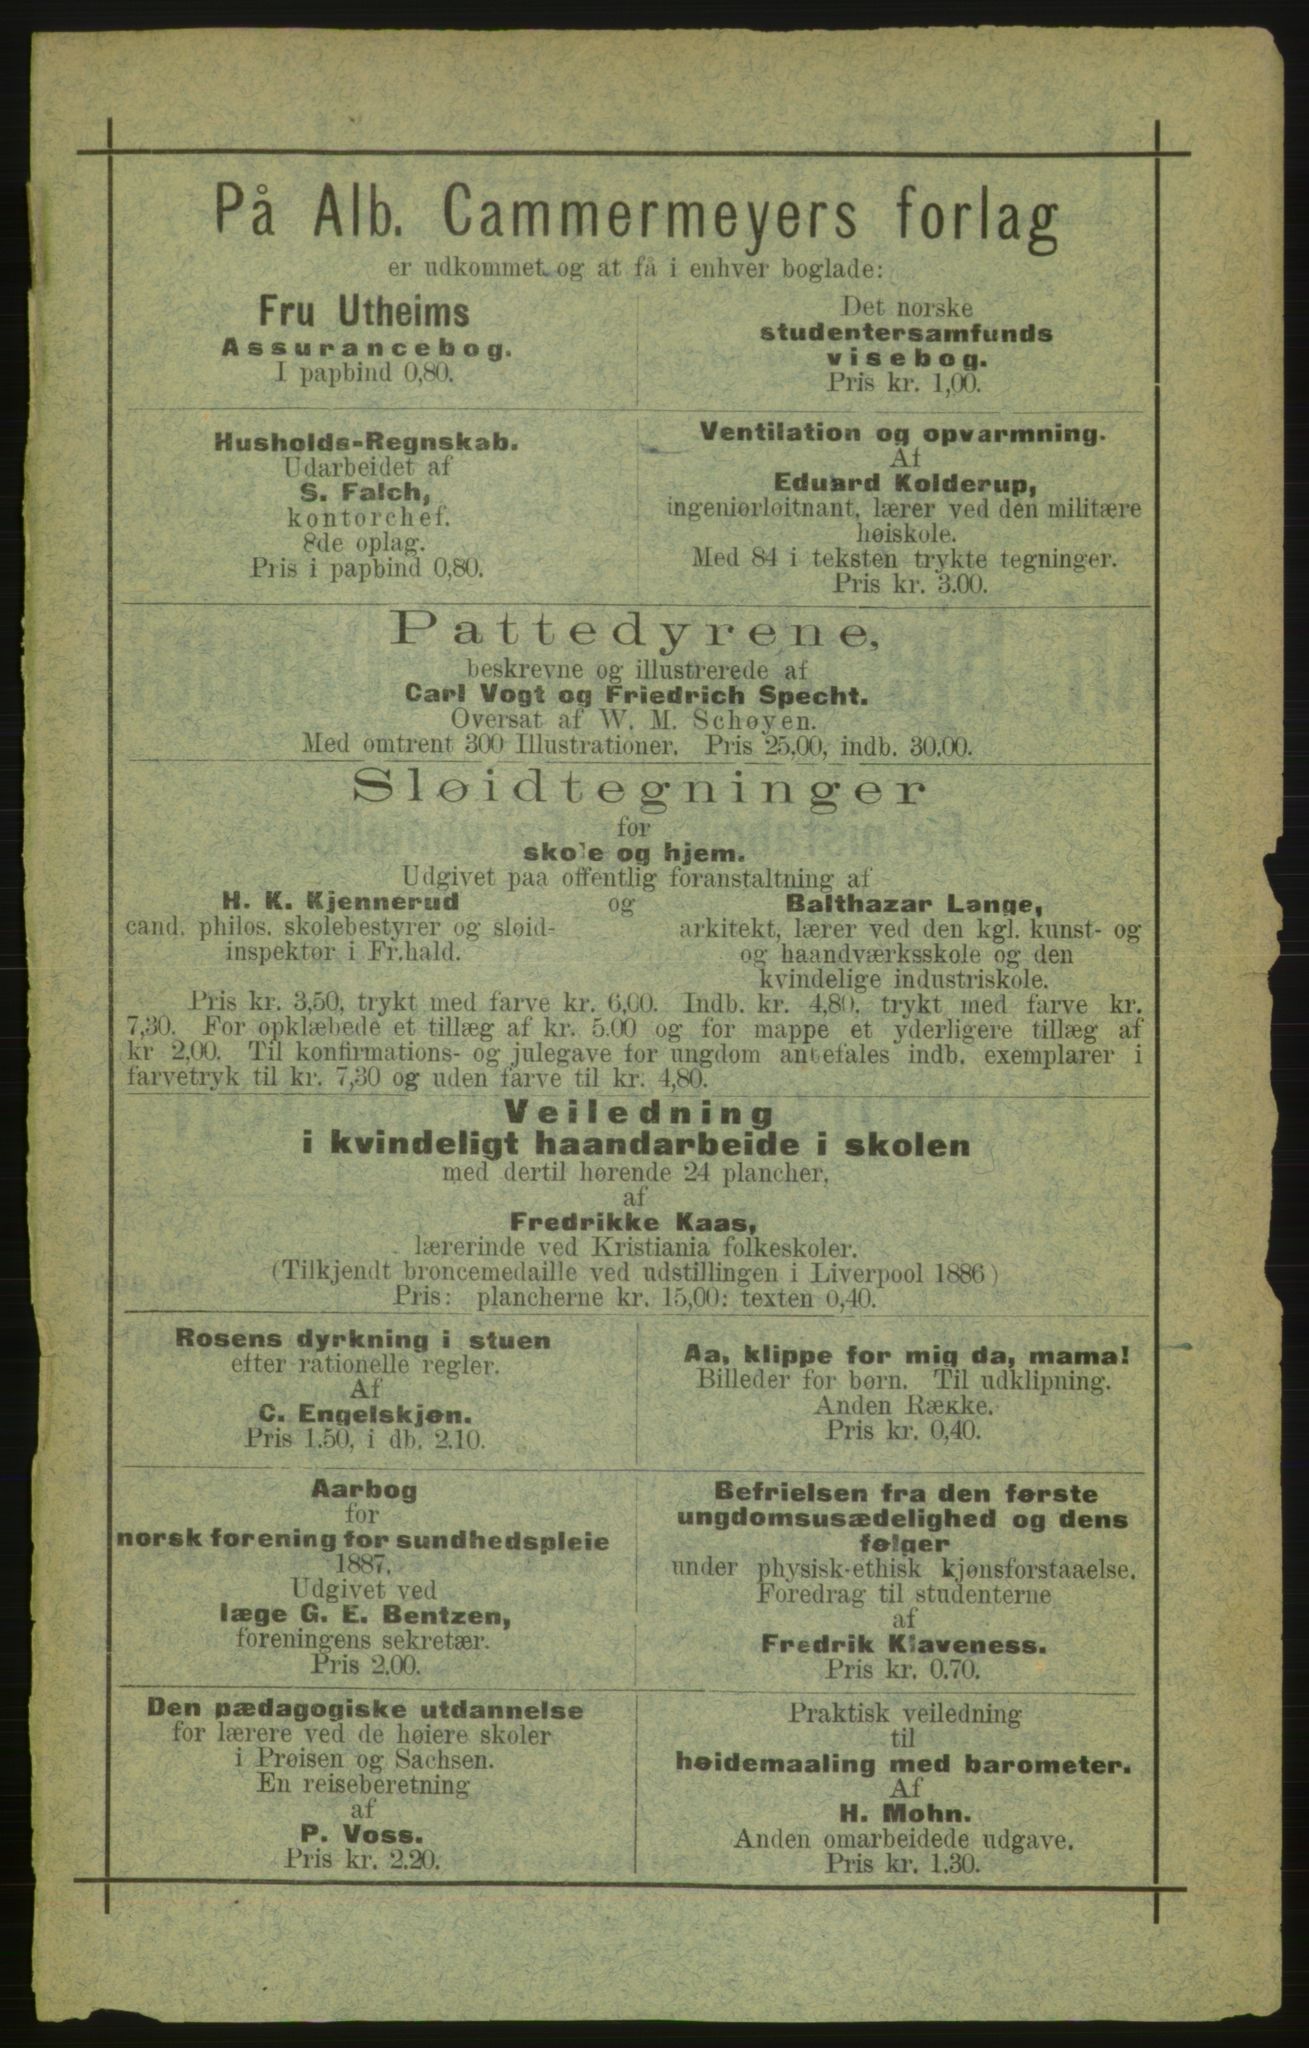 På Alb. Cammermeyers forlag
er udkommet og at få i enhver boglade:
Fru Utheims
Assurancebog.
I papbind 0,80.
Det norske
studentersamfunds
visebog.
Pris kr. 1,00.
Husholds-Regnskab.
Udarbeidet af
S. Falch,
kontorchef.
8de oplag.
Pris i papbind 0,80.
Ventilation og opvarmning.
Af
Eduard Kolderup,
ingeniørløitnant, lærer ved den militære
høiskole.
Med 84 i teksten trykte tegninger.
Pris kr. 3.00.
Pattedyrene,
beskrevne og illustrerede af
Carl Vogt og Friedrich Specht.
Oversat af W. M. Schøyen.
Med omtrent 300 Illustrationer. Pris 25,00, indb. 30,00.
Sløidtegninger
for
skole og hjem.
Udgivet paa offentlig foranstaltning af
H. K. Kjennerud og Balthazar Lange,
cand. philos. skolebestyrer og sløid-
inspektør i Fr.hald.
arkitekt, lærer ved den kgl. kunst- og
og haandværksskole og den
kvindelige industriskole.
Pris kr. 3,50, trykt med farve kr. 6,00. Indb. kr. 4,80, trykt med farve kr.
7,30. For opklæbede et tillæg af kr. 5.00 og for mappe et yderligere tillæg af
kr 2,00. Til konfirmations- og julegave for ungdom anbefales indb. exemplarer i
farvetryk til kr. 7,30 og uden farve til kr. 4,80.
Veiledning
i kvindeligt haandarbeide i skolen
med dertil hørende 24 plancher,
af
Fredrikke Kaas,
lærerinde ved Kristiania folkeskoler.
(Tilkjendt broncemedaille ved udstillingen i Liverpool 1886)
Pris: plancherne kr. 15,00: texten 0,40.
Rosens dyrkning i stuen
efter rationelle regler.
Af
C. Engelskjøn.
Pris 1.50, i db. 2.10.
Aa, klippe for mig da, mama!
Billeder for børn. Til udklipning.
Anden Række.
Pris kr. 0,40.
Aarbog
for
norsk forening for sundhedspleie
1887.
Udgivet ved
læge G. E. Bentzen,
foreningens sekretær.
Pris 2.00.
Befrielsen fra den første
ungdomsusædelighed og dens
følger
under physisk-ethisk kjønsforstaaelse.
Foredrag til studenterne
af
Fredrik Klaveness.
Pris kr. 0.70.
Den pædagogiske utdannelse
for lærere ved de høiere skoler
i Prøisen og Sachsen.
En reiseberetning
af
P. Voss.
Pris kr. 2.20.
Praktisk veiledning
til
høidemaaling med barometer.
Af
H. Mohn.
Anden omarbeidede udgave.
Pris kr. 1.30.